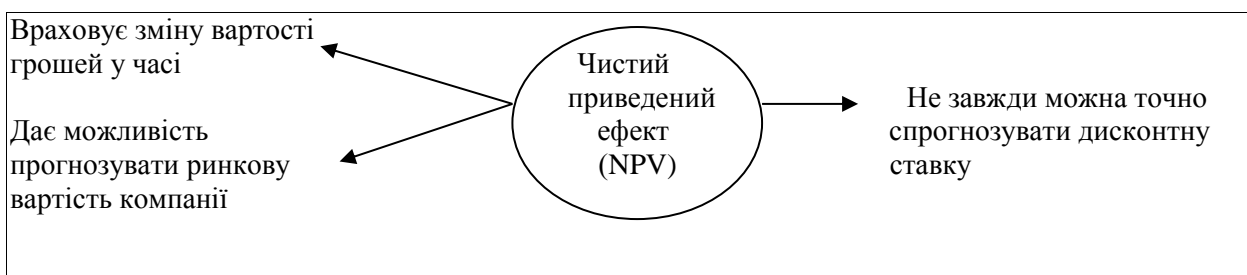 Враховує зміну вартості
грошей у часі
Дає можливість
прогнозувати ринкову
вартість компанії
Чистий
приведений
ефект
(NPV)
Не завжди можна точно
спрогнозувати дисконтну
ставку